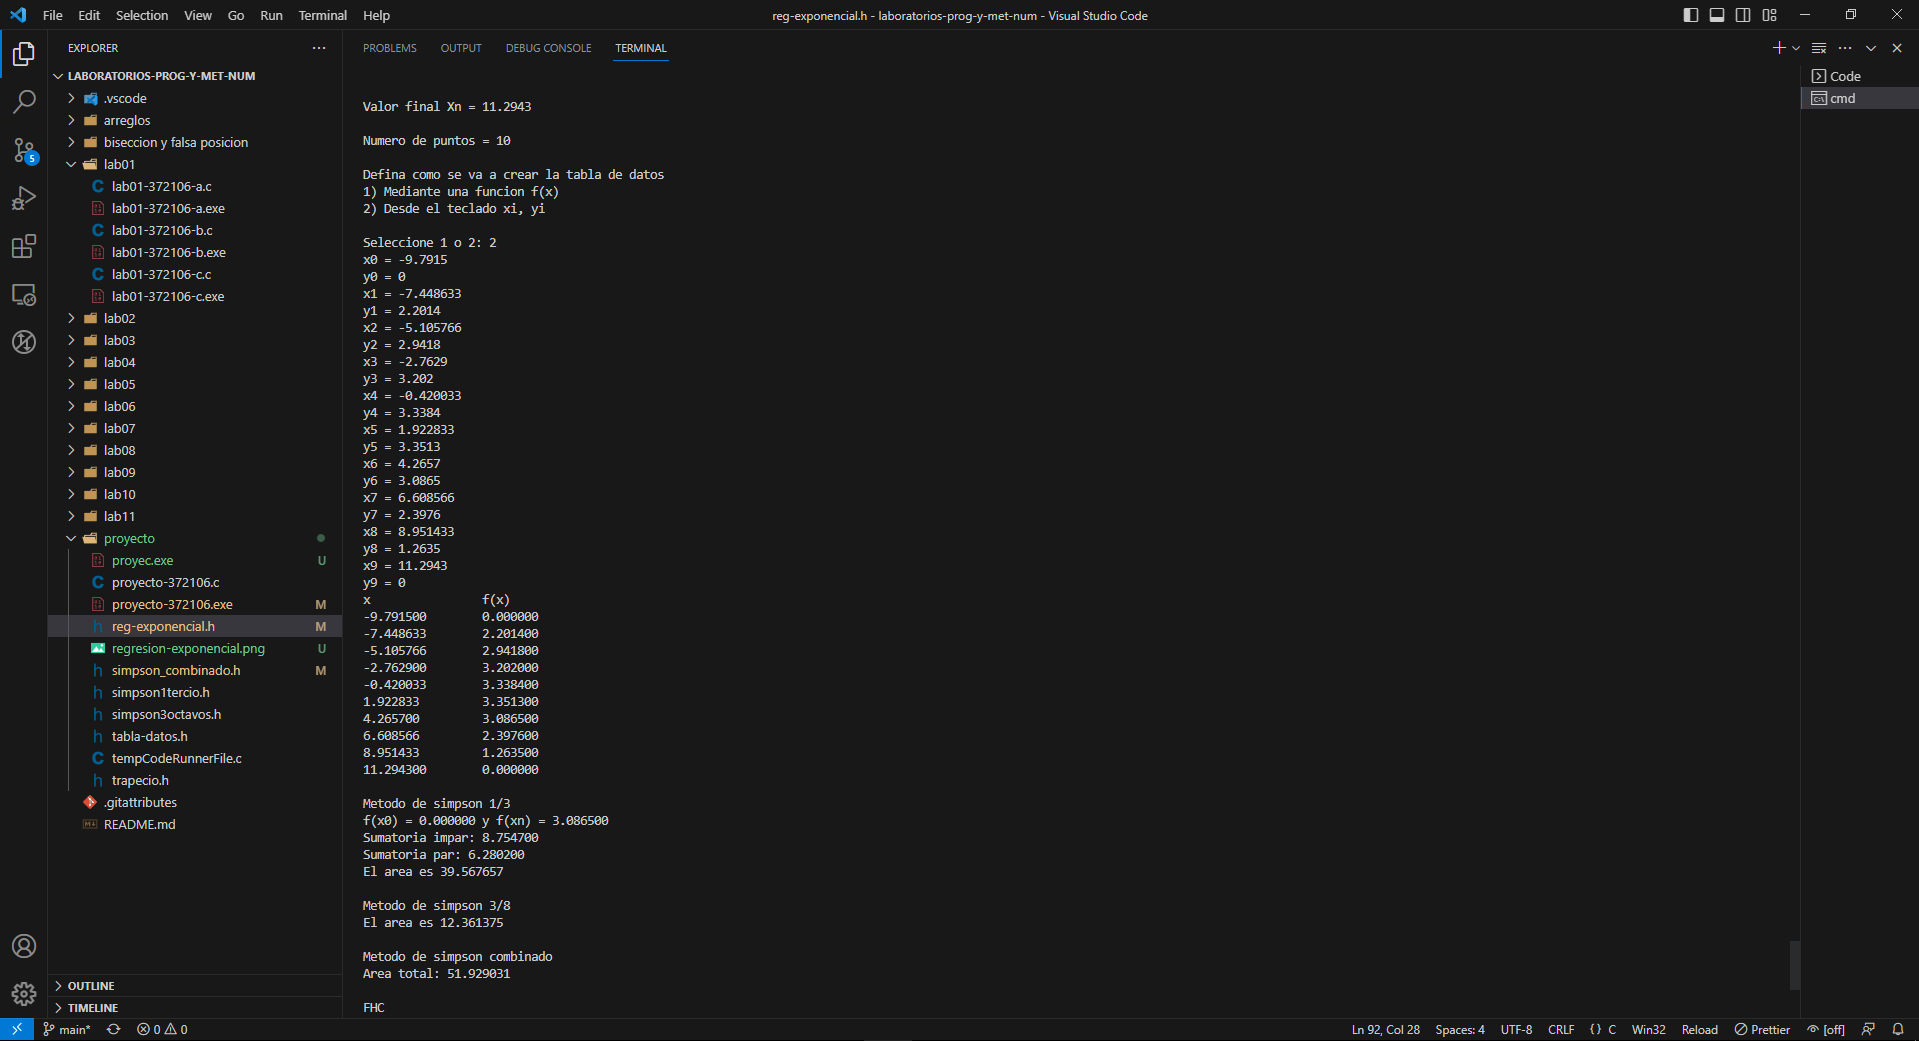 File Edit Selection View Go Run Terminal Help
reg-exponencial.h - laboratorios-prog-y-met-num - Visual Studio Code
EXPLORER
LABORATORIOS-PROG-Y-MET-NUM
.vscode
arreglos
biseccion y falsa posicion
lab01
C lab01-372106-a.c
lab01-372106-a.exe
C lab01-372106-b.c
lab01-372106-b.exe
C lab01-372106-c.c
lab01-372106-c.exe
lab02
lab03
lab04
lab05
lab06
lab07
lab08
lab09
lab10
lab11
proyecto
proyec.exe U
C proyecto-372106.c
proyecto-372106.exe M
h reg-exponencial.h M
regresion-exponencial.png U
h simpson_combinado.h M
h simpson1tercio.h
h simpson3octavos.h
h tabla-datos.h
C tempCodeRunnerFile.c
h trapecio.h
.gitattributes
README.md
OUTLINE
TIMELINE
5
PROBLEMS OUTPUT DEBUG CONSOLE TERMINAL
Valor final Xn = 11.2943
Numero de puntos = 10
Defina como se va a crear la tabla de datos
1) Mediante una funcion f(x)
2) Desde el teclado xi, yi
Seleccione 1 o 2: 2
x0 = -9.7915
y0 = 0
x1 = -7.448633
y1 = 2.2014
x2 = -5.105766
y2 = 2.9418
x3 = -2.7629
y3 = 3.202
x4 = -0.420033
y4 = 3.3384
x5 = 1.922833
y5 = 3.3513
x6 = 4.2657
y6 = 3.0865
x7 = 6.608566
y7 = 2.3976
x8 = 8.951433
y8 = 1.2635
x9 = 11.2943
y9 = 0
x f(x)
-9.791500 0.000000
-7.448633 2.201400
-5.105766 2.941800
-2.762900 3.202000
-0.420033 3.338400
1.922833 3.351300
4.265700 3.086500
6.608566 2.397600
8.951433 1.263500
11.294300 0.000000
Metodo de simpson 1/3
f(x0) = 0.000000 y f(xn) = 3.086500
Sumatoria impar: 8.754700
Sumatoria par: 6.280200
El area es 39.567657
Metodo de simpson 3/8
El area es 12.361375
Metodo de simpson combinado
Area total: 51.929031
FHC
Code
cmd
main* 0 0
Ln 92, Col 28 Spaces: 4 UTF-8 CRLF {} C Win32 Reload Prettier [off]